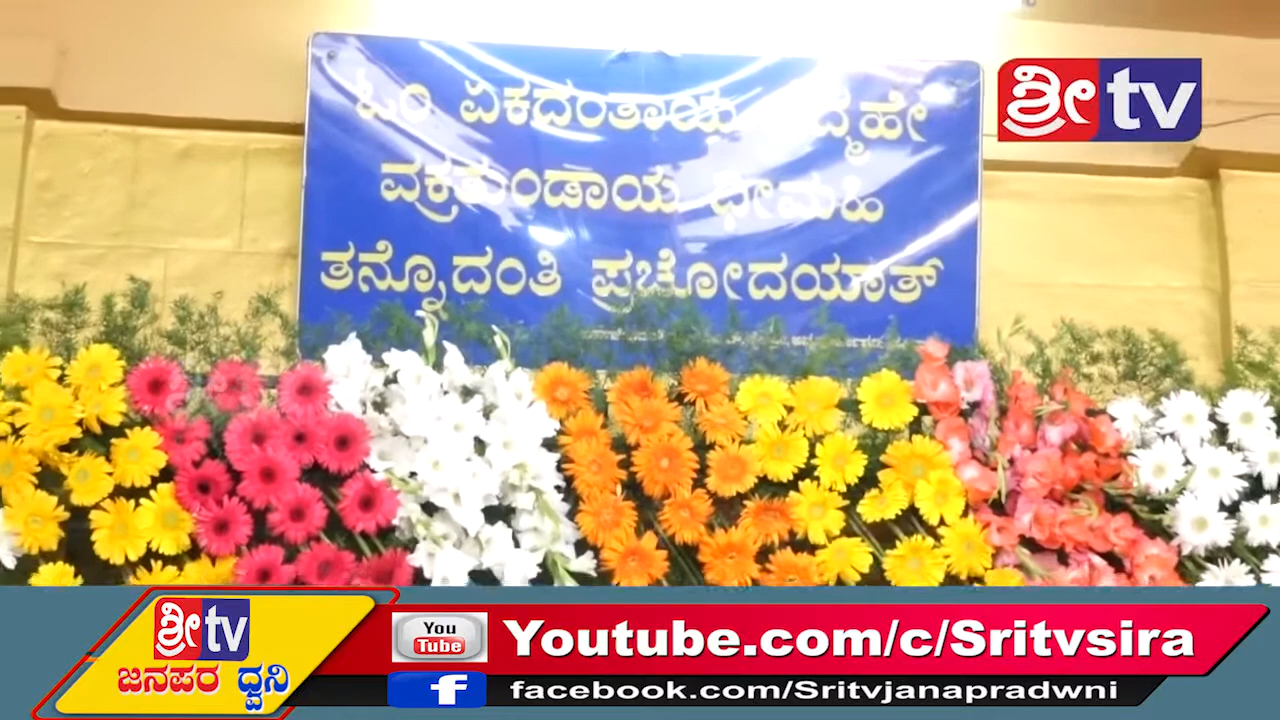 ಶ್ರೀ tv
ಓಂ ಏಕದ್ರಂತಾಯ
ವಕ್ರತುಂಡಾಯ ಧೀಮಹಿ
ತನ್ನೊದಂತಿ ಪ್ರಚೋದಯಾತ್
ಶ್ರೀ tv
ಜನಪರ ಧ್ವನಿ
You
Tube
Youtube.com/c/Sritvsira
f
facebook.com/Sritvjanapradwni